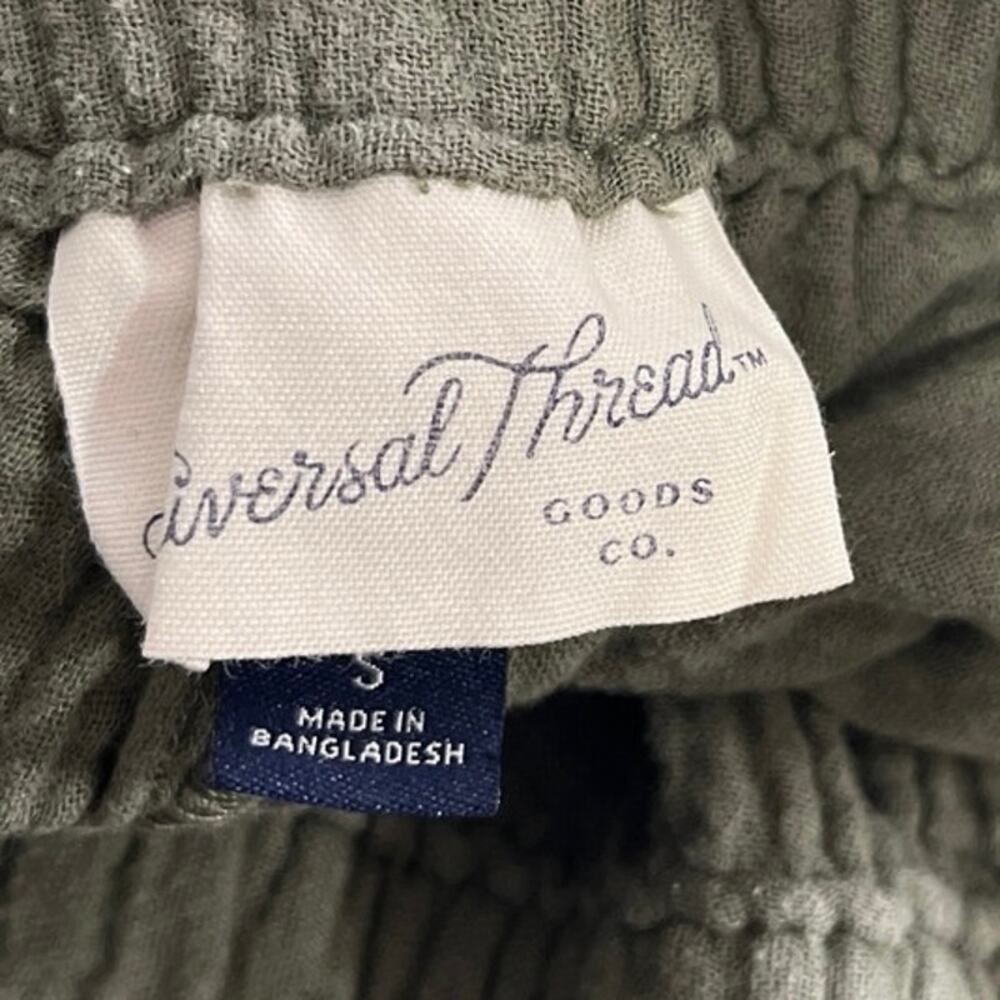 iversal Thread™
GOODS
CO.
S
MADE IN
BANGLADESH